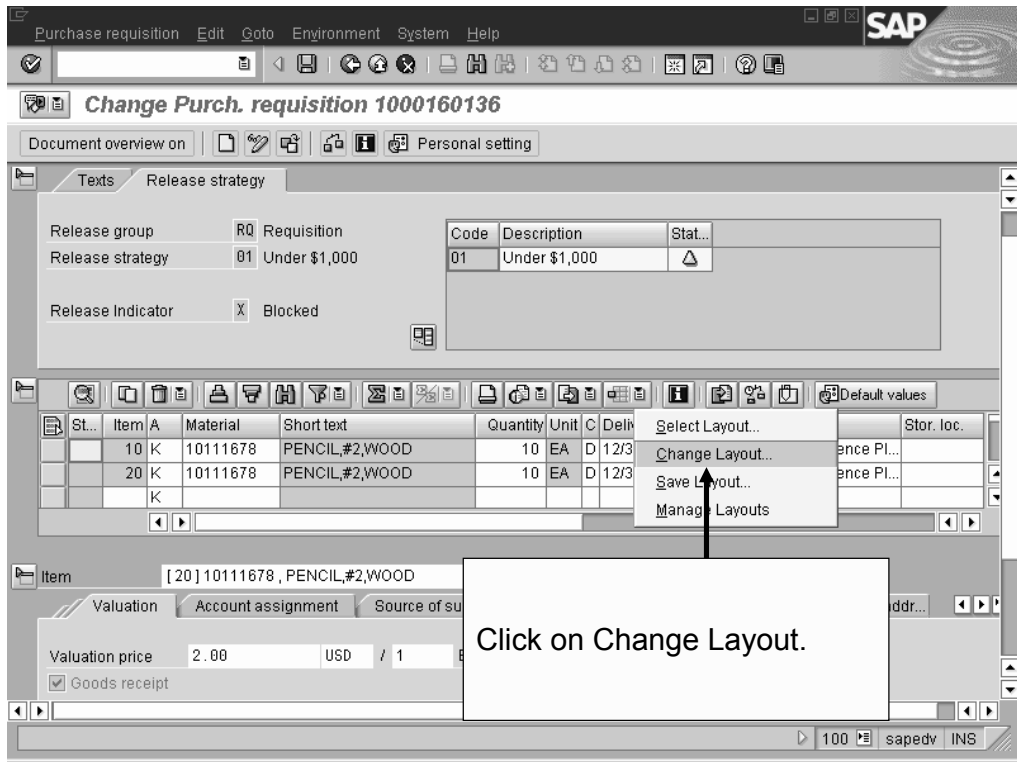 Purchase requisition Edit Goto Environment System Help
SAP
Change Purch. requisition 1000160136
Document overview on Personal setting
Texts Release strategy
Release group RQ Requisition Code Description Stat...
Release strategy 01 Under $1,000 01 Under $1,000
Release Indicator X Blocked
Default values
St... Item A Material Short text Quantity Unit C Deliv Stor. loc.
10 K 10111678 PENCIL,#2,WOOD 10 EA D 12/3 ence Pl...
20 K 10111678 PENCIL,#2,WOOD 10 EA D 12/3 ence Pl...
K
Select Layout...
Change Layout...
Save Layout...
Manage Layouts
Item [ 20 ] 10111678 , PENCIL,#2,WOOD
Valuation Account assignment Source of su ddr...
Valuation price 2.00 USD / 1
Goods receipt
Click on Change Layout.
100 sapedv INS